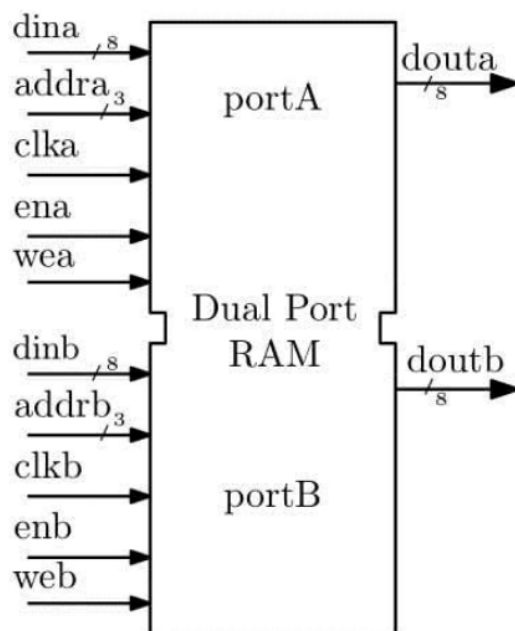 dina
8
addra
3
clka
ena
wea
portA
douta
8
Dual Port
RAM
dinb
8
addrb
3
clkb
enb
web
portB
doutb
8